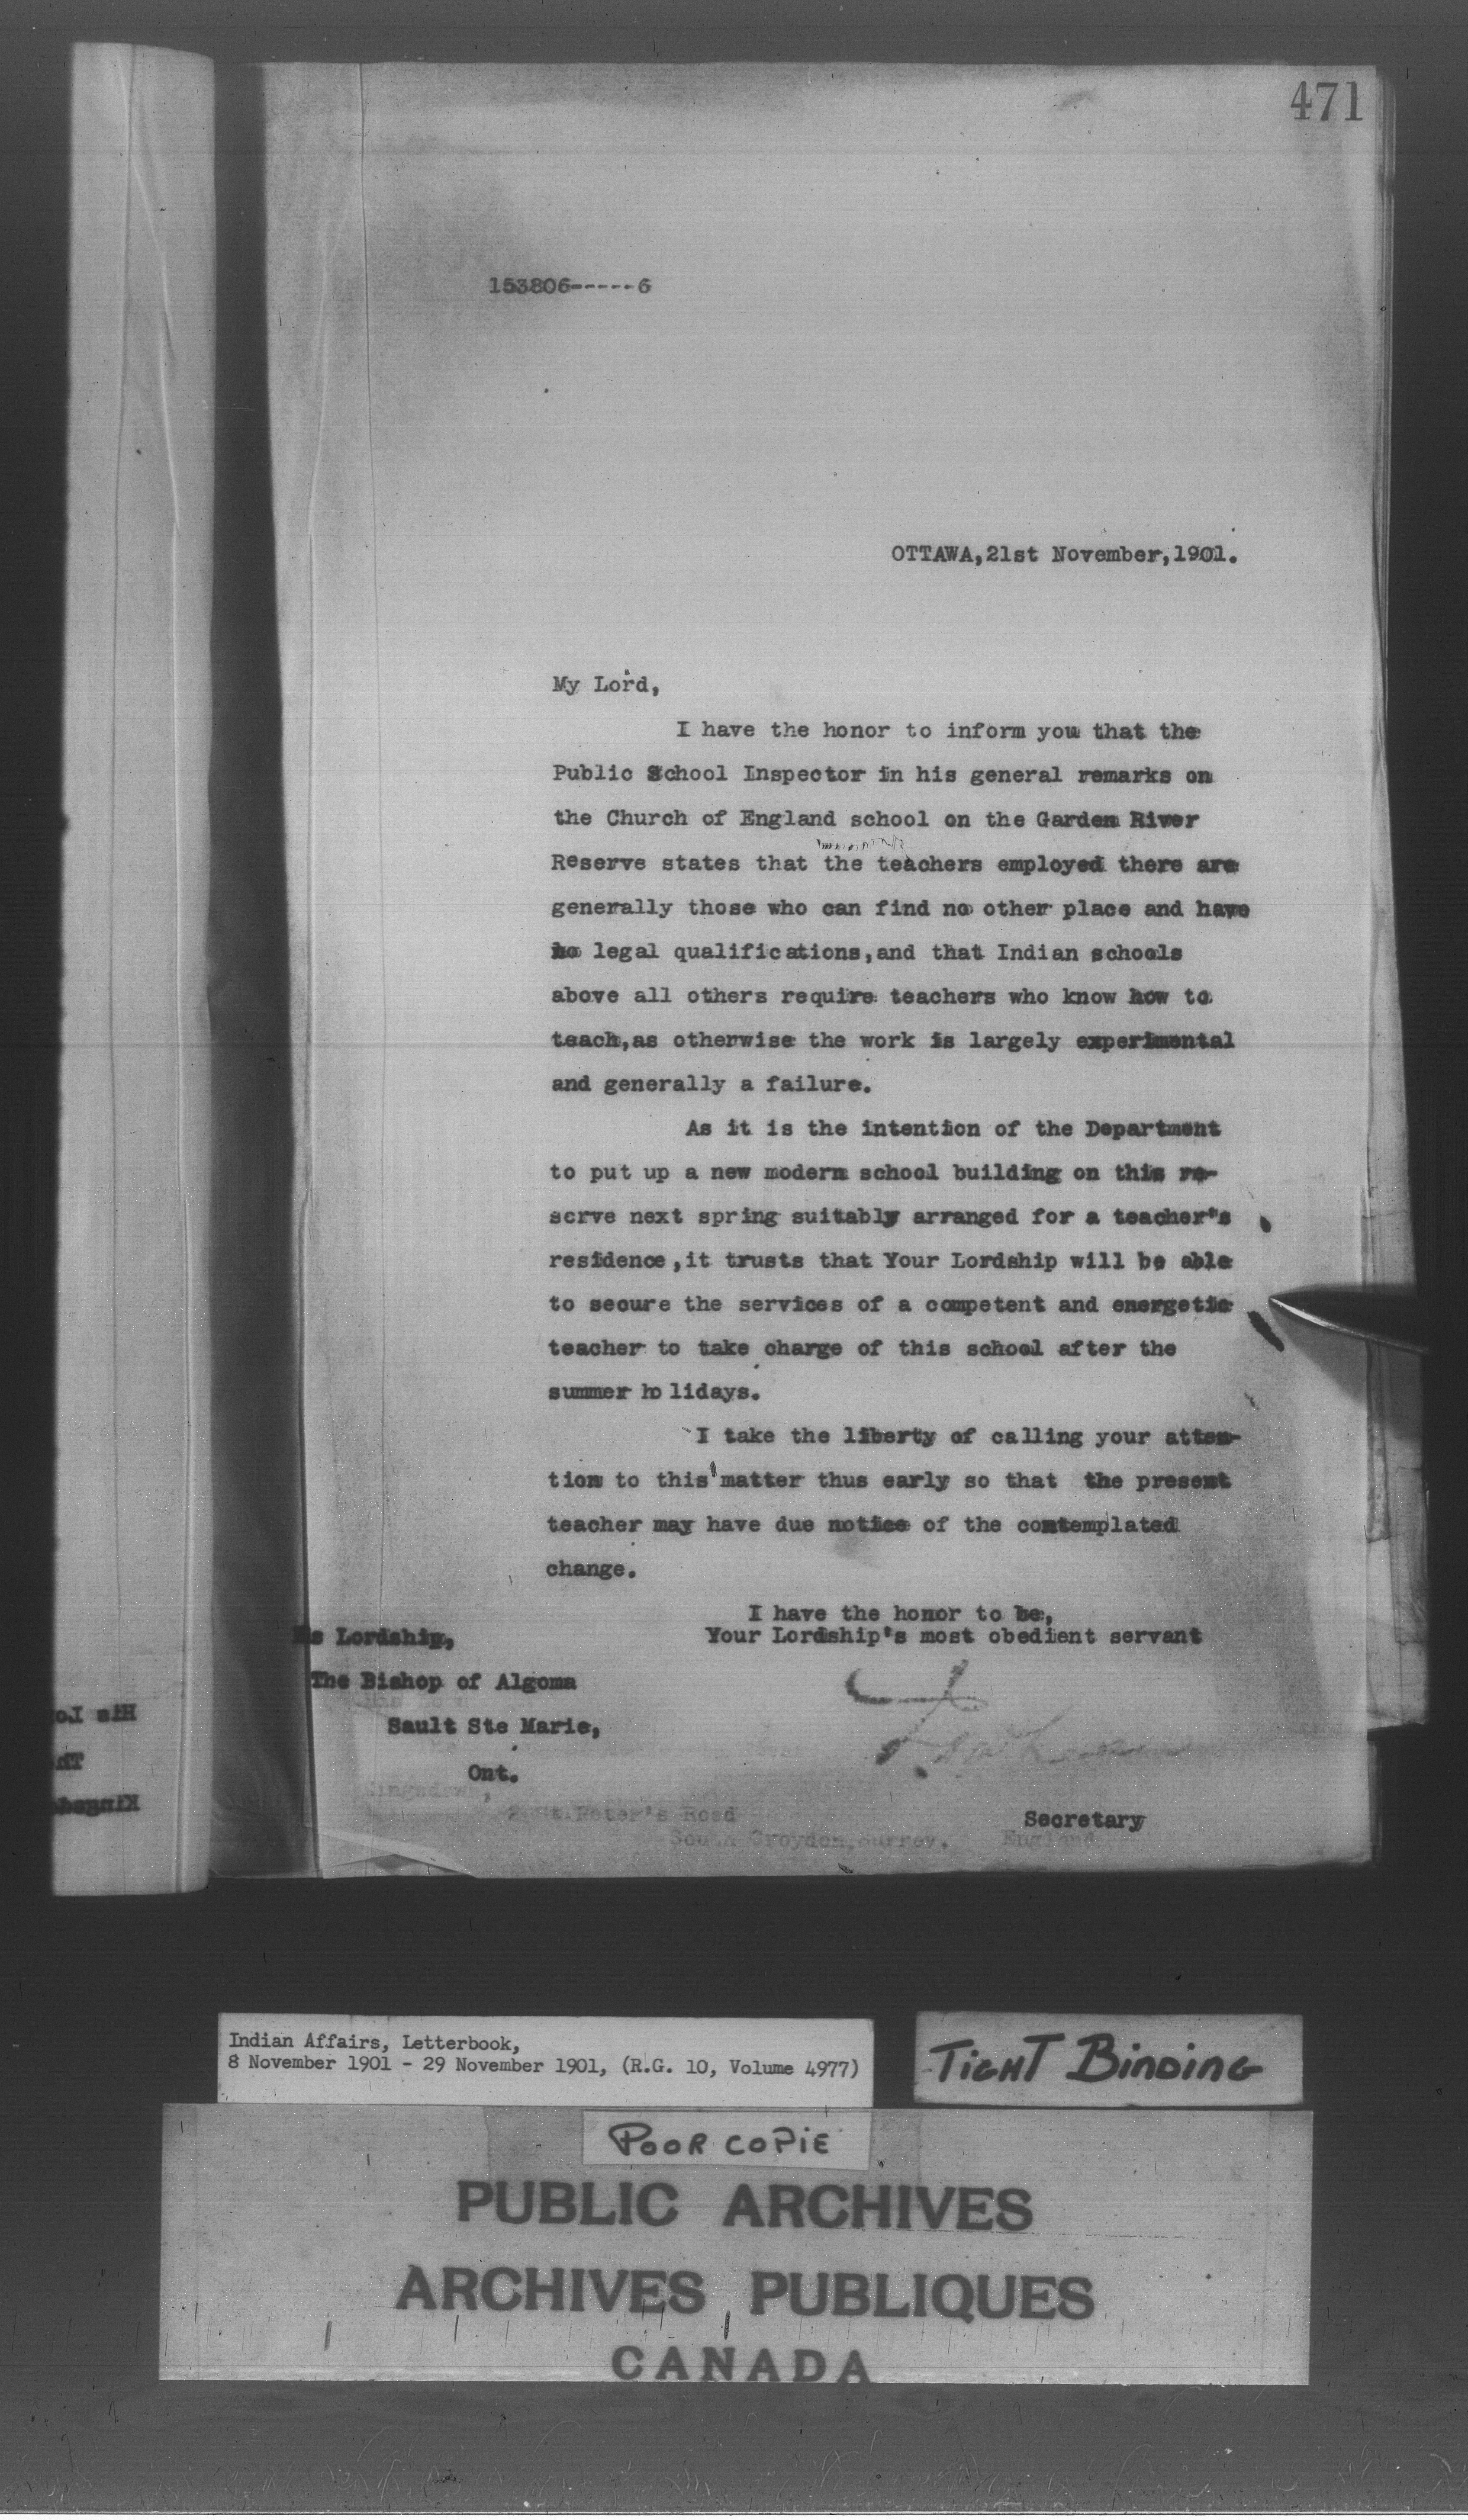 471
153806-----6
OTTAWA,21st November,1901.
My Lord,
I have the honor to inform you that the
Public School Inspector in his general remarks on
the Church of England school on the Garden River
Reserve states that the teachers employed there are
generally those who can find no other place and have
no legal qualifications,and that Indian schools
above all others require teachers who know how to
teach,as otherwise the work is largely experimental
and generally a failure.
As it is the intention of the Department
to put up a new modern school building on this re-
serve next spring suitably arranged for a teacher's
residence,it trusts that Your Lordship will be able
to secure the services of a competent and energetic
teacher to take charge of this school after the
summer holidays.
I take the liberty of calling your atten-
tion to this matter thus early so that the present
teacher may have due notice of the contemplated
change.
I have the honor to be,
Your Lordship's most obedient servant
s Lordship,
The Bishop of Algoma
Sault Ste Marie,
Ont.
St.Peter's Road
Secretary
South Croydon,Surrey. England
Indian Affairs, Letterbook,
8 November 1901 - 29 November 1901, (R.G. 10, Volume 4977)
TIGHT BINDING
POOR COPIE
PUBLIC ARCHIVES
ARCHIVES PUBLIQUES
CANADA